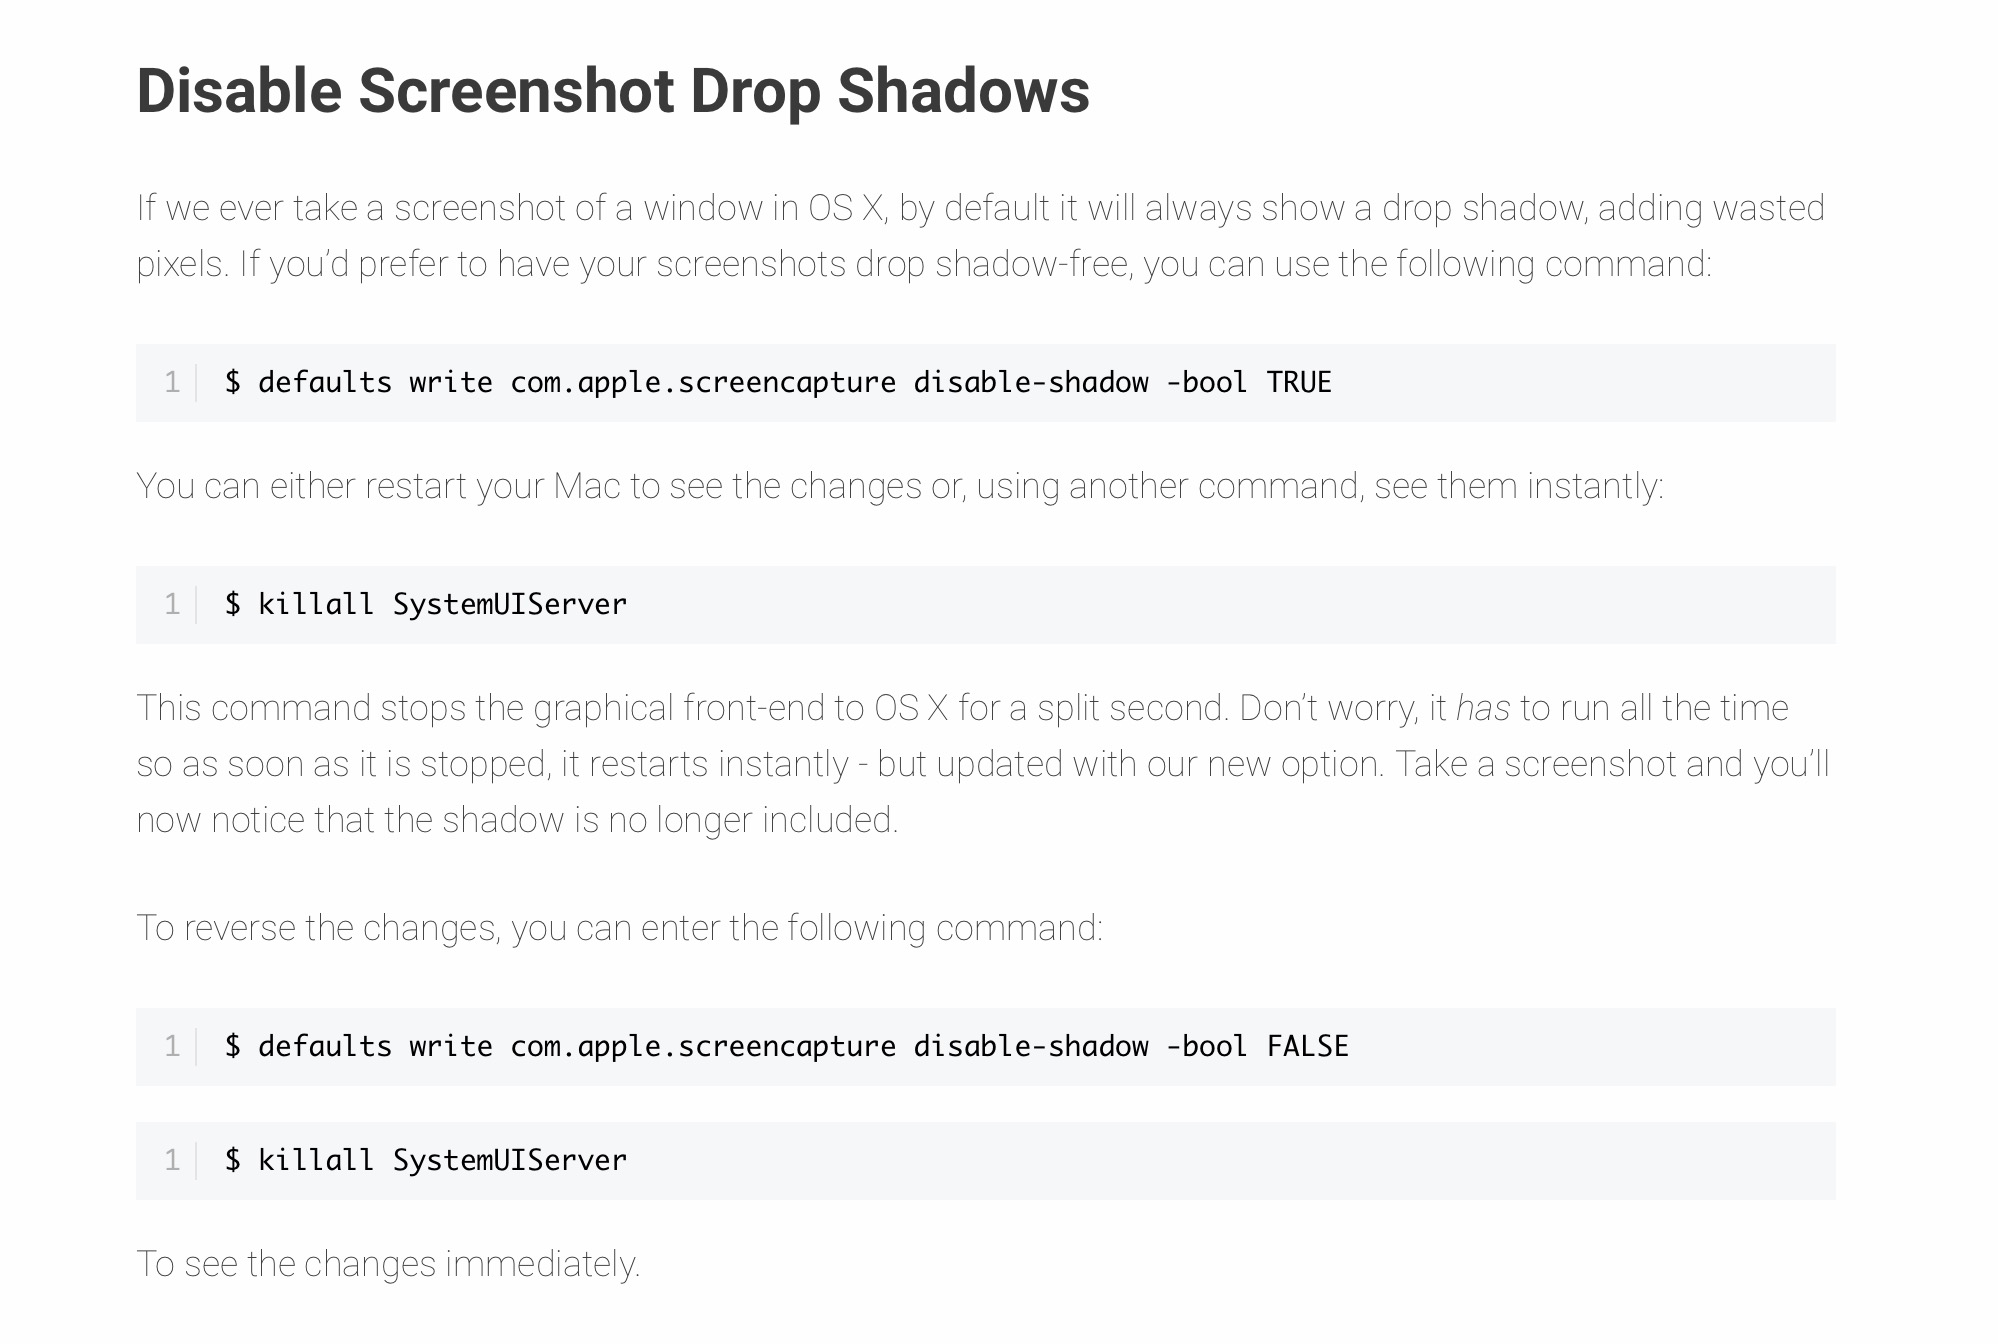 Disable Screenshot Drop Shadows
If we ever take a screenshot of a window in OS X, by default it will always show a drop shadow, adding wasted
pixels. If you’d prefer to have your screenshots drop shadow-free, you can use the following command:
1 $ defaults write com.apple.screencapture disable-shadow -bool TRUE
You can either restart your Mac to see the changes or, using another command, see them instantly:
1 $ killall SystemUIServer
This command stops the graphical front-end to OS X for a split second. Don’t worry, it has to run all the time
so as soon as it is stopped, it restarts instantly - but updated with our new option. Take a screenshot and you’ll
now notice that the shadow is no longer included.
To reverse the changes, you can enter the following command:
1 $ defaults write com.apple.screencapture disable-shadow -bool FALSE
1 $ killall SystemUIServer
To see the changes immediately.